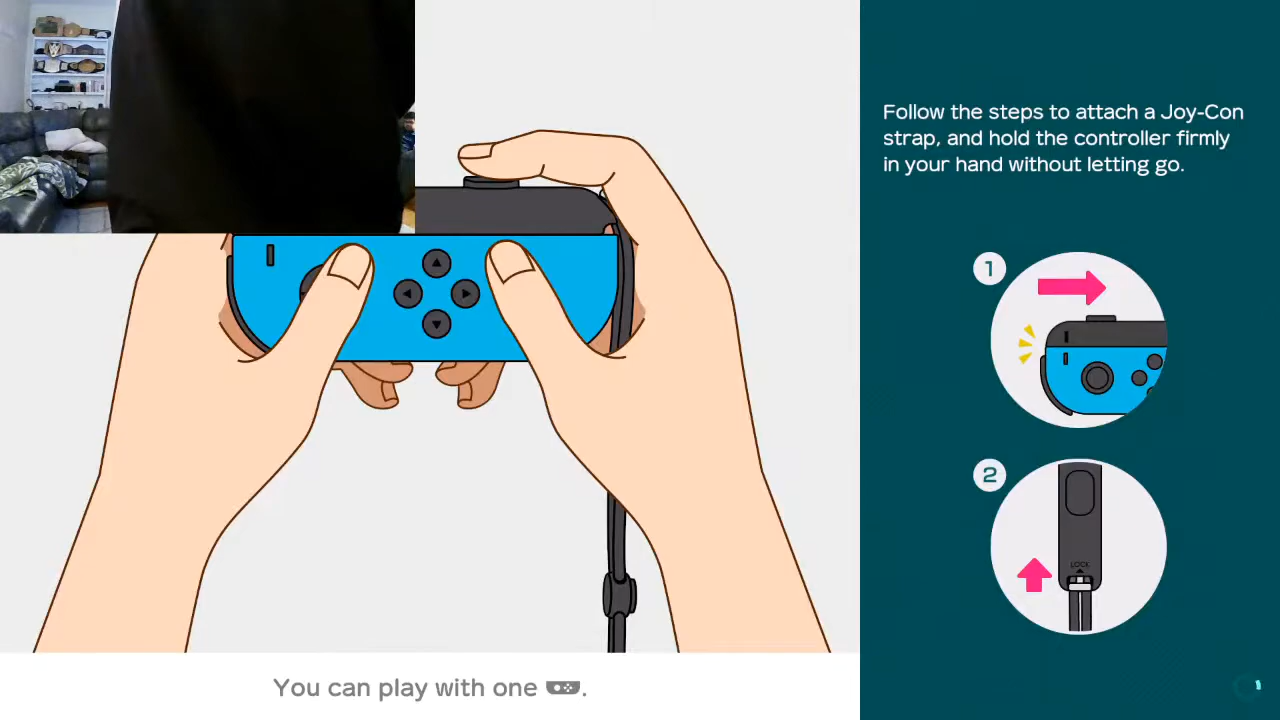 Follow the steps to attach a Joy-Con
strap, and hold the controller firmly
in your hand without letting go.
1
2
LOCK
You can play with one .